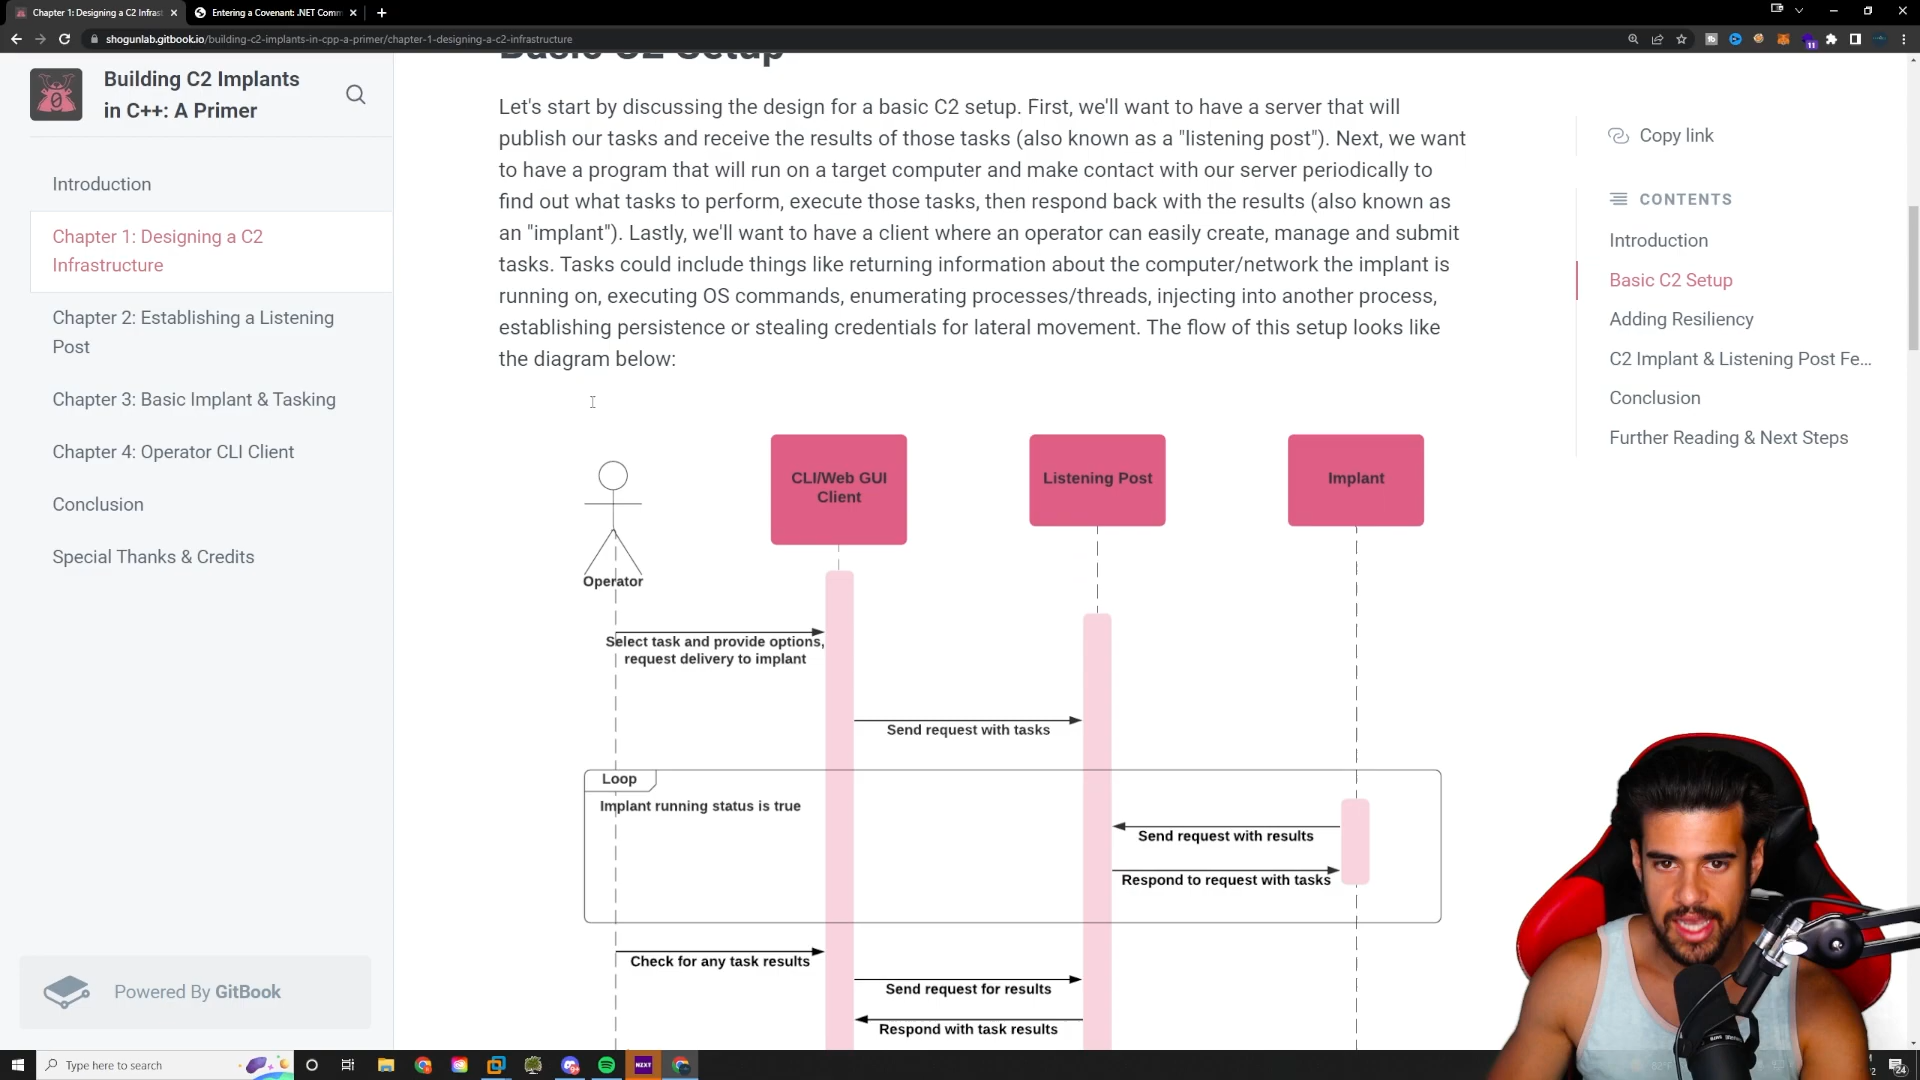 Chapter 1: Designing a C2 Infras
Entering a Covenant: .NET Comm
shogunlab.gitbook.io/building-c2-implants-in-cpp-a-primer/chapter-1-designing-a-c2-infrastructure
11
Building C2 Implants
in C++: A Primer
Introduction
Chapter 1: Designing a C2
Infrastructure
Chapter 2: Establishing a Listening
Post
Chapter 3: Basic Implant & Tasking
Chapter 4: Operator CLI Client
Conclusion
Special Thanks & Credits
Powered By GitBook
Basic C2 Setup
Let's start by discussing the design for a basic C2 setup. First, we'll want to have a server that will
publish our tasks and receive the results of those tasks (also known as a "listening post"). Next, we want
to have a program that will run on a target computer and make contact with our server periodically to
find out what tasks to perform, execute those tasks, then respond back with the results (also known as
an "implant"). Lastly, we'll want to have a client where an operator can easily create, manage and submit
tasks. Tasks could include things like returning information about the computer/network the implant is
running on, executing OS commands, enumerating processes/threads, injecting into another process,
establishing persistence or stealing credentials for lateral movement. The flow of this setup looks like
the diagram below:
CLI/Web GUI
Client
Listening Post
Implant
Operator
Select task and provide options,
request delivery to implant
Send request with tasks
Loop
Implant running status is true
Send request with results
Respond to request with tasks
Check for any task results
Send request for results
Respond with task results
Copy link
CONTENTS
Introduction
Basic C2 Setup
Adding Resiliency
C2 Implant & Listening Post Fe...
Conclusion
Further Reading & Next Steps
Type here to search
NZXT
24